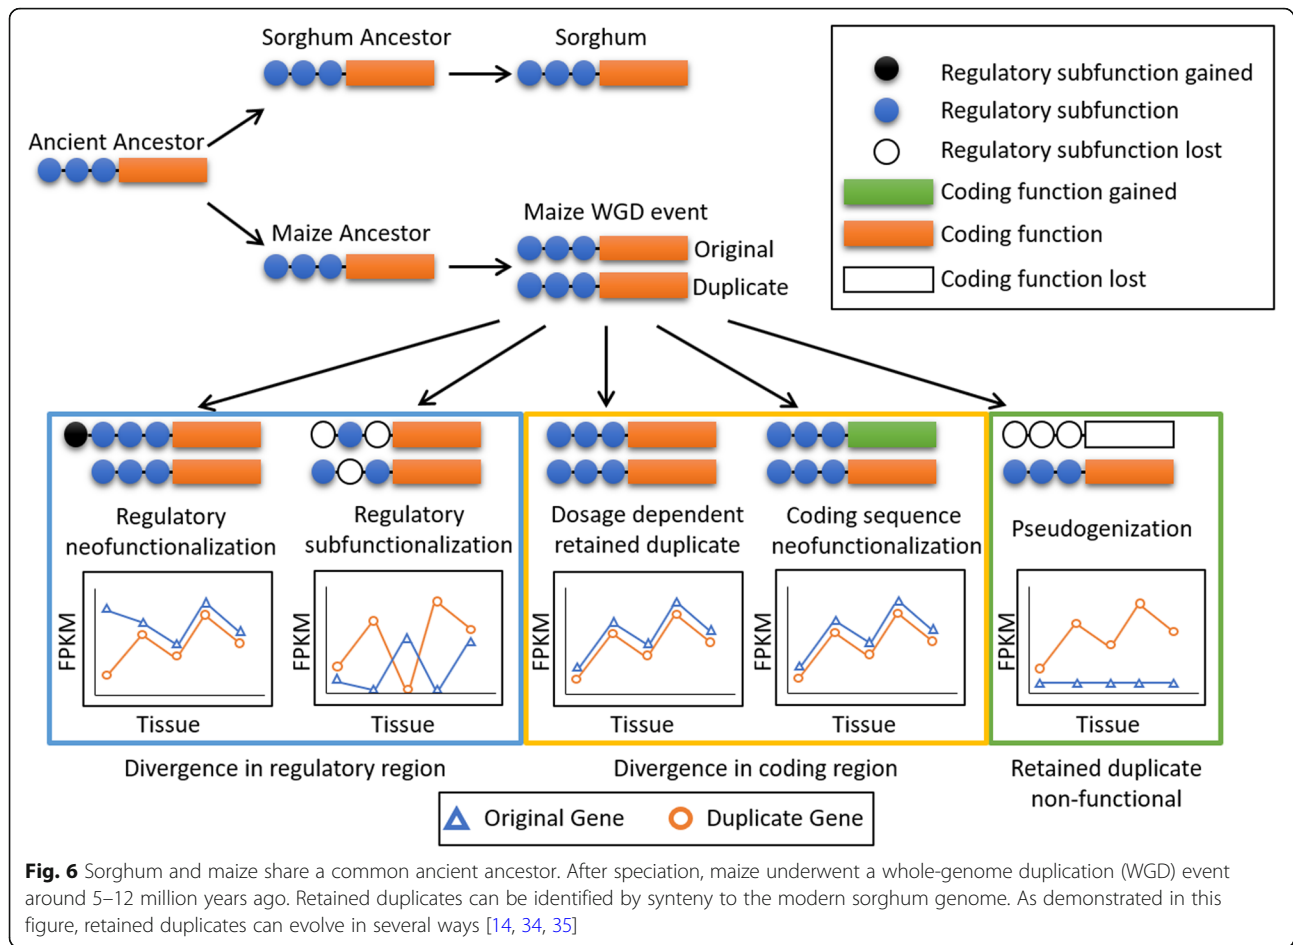 Sorghum Ancestor
Sorghum
Ancient Ancestor
Maize Ancestor
Maize WGD event
Original
Duplicate
Regulatory subfunction gained
Regulatory subfunction
Regulatory subfunction lost
Coding function gained
Coding function
Coding function lost
Regulatory
neofunctionalization
Regulatory
subfunctionalization
Dosage dependent
retained duplicate
Coding sequence
neofunctionalization
Pseudogenization
FPKM
Tissue
FPKM
Tissue
FPKM
Tissue
FPKM
Tissue
FPKM
Tissue
Divergence in regulatory region
Divergence in coding region
Retained duplicate
non-functional
Original Gene
Duplicate Gene
Fig. 6 Sorghum and maize share a common ancient ancestor. After speciation, maize underwent a whole-genome duplication (WGD) event
around 5–12 million years ago. Retained duplicates can be identified by synteny to the modern sorghum genome. As demonstrated in this
figure, retained duplicates can evolve in several ways [14, 34, 35]